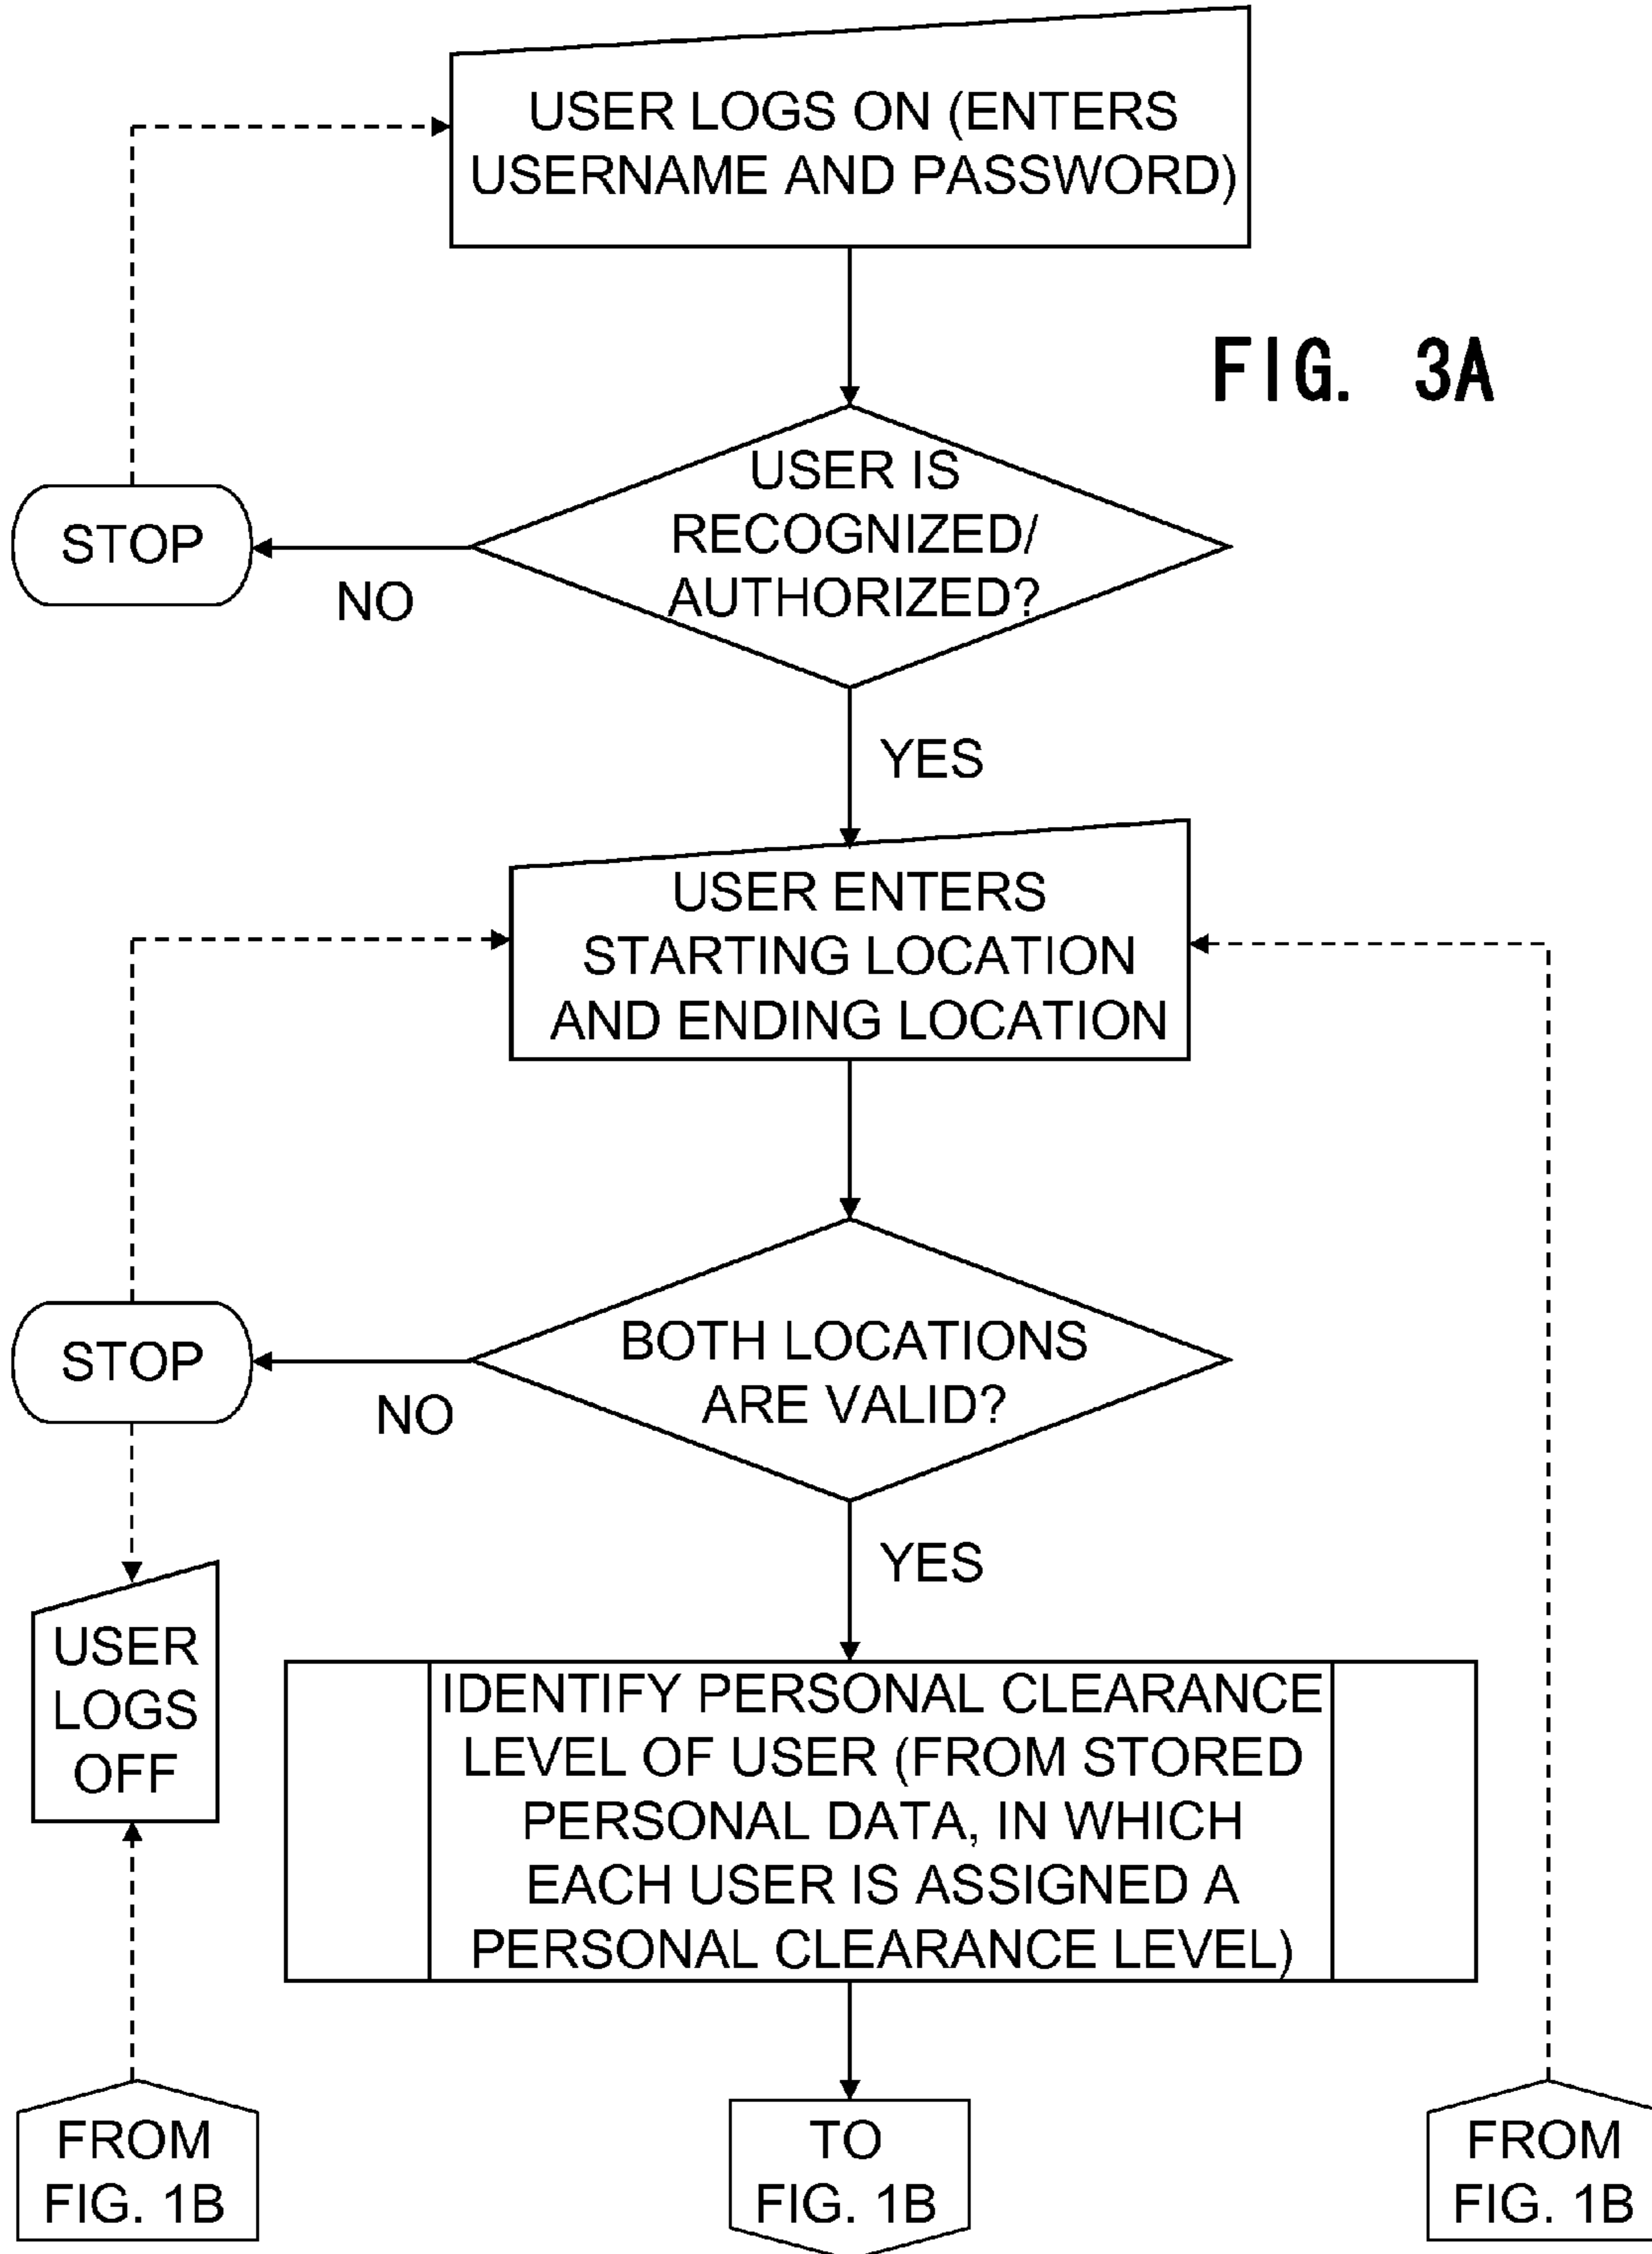 USER LOGS ON (ENTERS
USERNAME AND PASSWORD)
FIG. 3A
USER IS
RECOGNIZED/
AUTHORIZED?
STOP
NO
YES
USER ENTERS
STARTING LOCATION
AND ENDING LOCATION
BOTH LOCATIONS
ARE VALID?
STOP
NO
YES
USER
LOGS
OFF
IDENTIFY PERSONAL CLEARANCE
LEVEL OF USER (FROM STORED
PERSONAL DATA, IN WHICH
EACH USER IS ASSIGNED A
PERSONAL CLEARANCE LEVEL)
FROM
FIG. 1B
TO
FIG. 1B
FROM
FIG. 1B